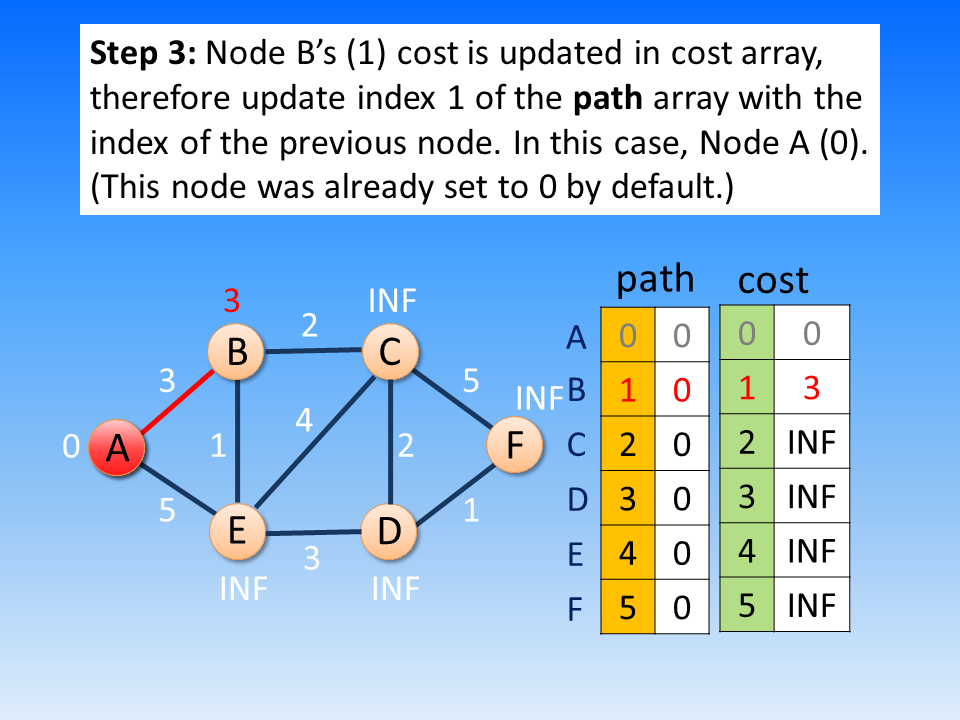 Step 3: Node B’s (1) cost is updated in cost array,
therefore update index 1 of the path array with the
index of the previous node. In this case, Node A (0).
(This node was already set to 0 by default.)
path cost
3 INF
2
B C
3 5
INF
4
0 A 1 2 F
5 1
E D
3
INF INF
A 0 0 0 0
B 1 0 1 3
C 2 0 2 INF
D 3 0 3 INF
E 4 0 4 INF
F 5 0 5 INF